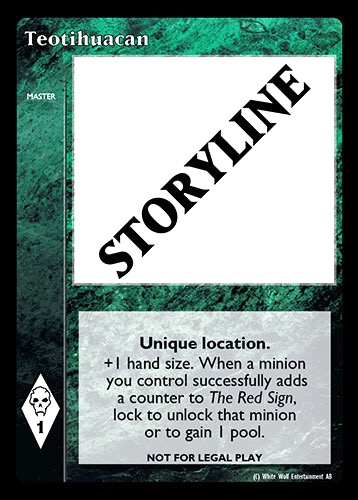 Teotihuacan
MASTER
STORYLINE
Unique location.
+1 hand size. When a minion
you control successfully adds
a counter to The Red Sign,
lock to unlock that minion
or to gain 1 pool.
1
NOT FOR LEGAL PLAY
(C) White Wolf Entertainment AB